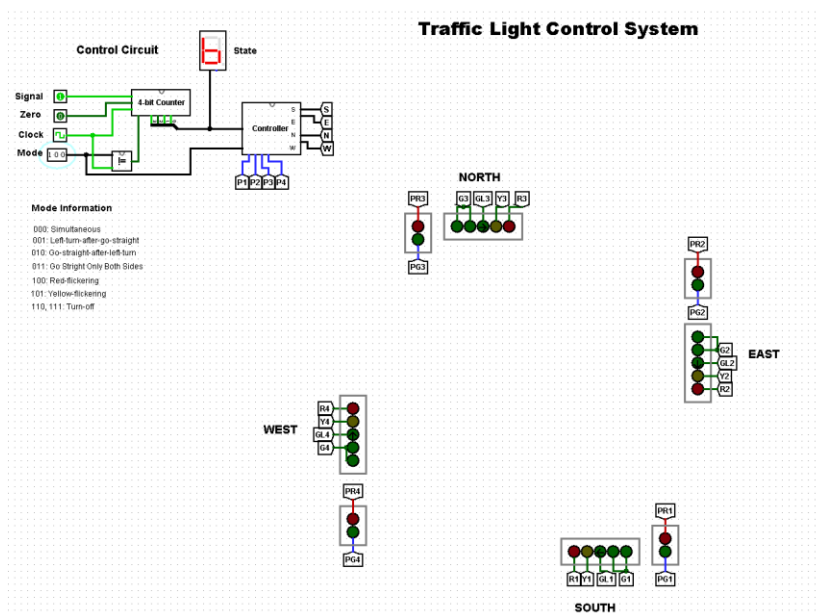 Traffic Light Control System
Control Circuit
State
Signal
Zero
Clock
Mode
1 0 0
4-bit Counter
!=
Controller
S
E
N
W
S
E
N
W
P1 P2 P3 P4
Mode Information
000: Simultaneous
001: Left-turn-after-go-straight
010: Go-straight-after-left-turn
011: Go Stright Only Both Sides
100: Red-flickering
101: Yellow-flickering
110, 111: Turn-off
NORTH
PR3
G3 GL3 Y3 R3
PG3
PR2
PG2
G2
GL2
Y2
R2
EAST
WEST
R4
Y4
GL4
G4
PR4
PG4
PR1
R1 Y1 GL1 G1
PG1
SOUTH